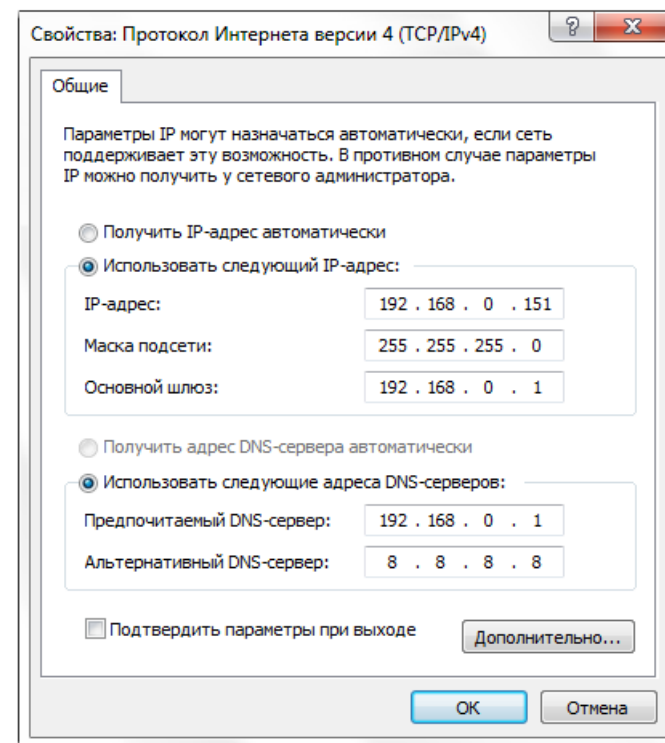 Свойства: Протокол Интернета версии 4 (TCP/IPv4)
? X
Общие
Параметры IP могут назначаться автоматически, если сеть
поддерживает эту возможность. В противном случае параметры
IP можно получить у сетевого администратора.
Получить IP-адрес автоматически
Использовать следующий IP-адрес:
IP-адрес: 192 . 168 . 0 . 151
Маска подсети: 255 . 255 . 255 . 0
Основной шлюз: 192 . 168 . 0 . 1
Получить адрес DNS-сервера автоматически
Использовать следующие адреса DNS-серверов:
Предпочитаемый DNS-сервер: 192 . 168 . 0 . 1
Альтернативный DNS-сервер: 8 . 8 . 8 . 8
Подтвердить параметры при выходе
Дополнительно...
ОК Отмена